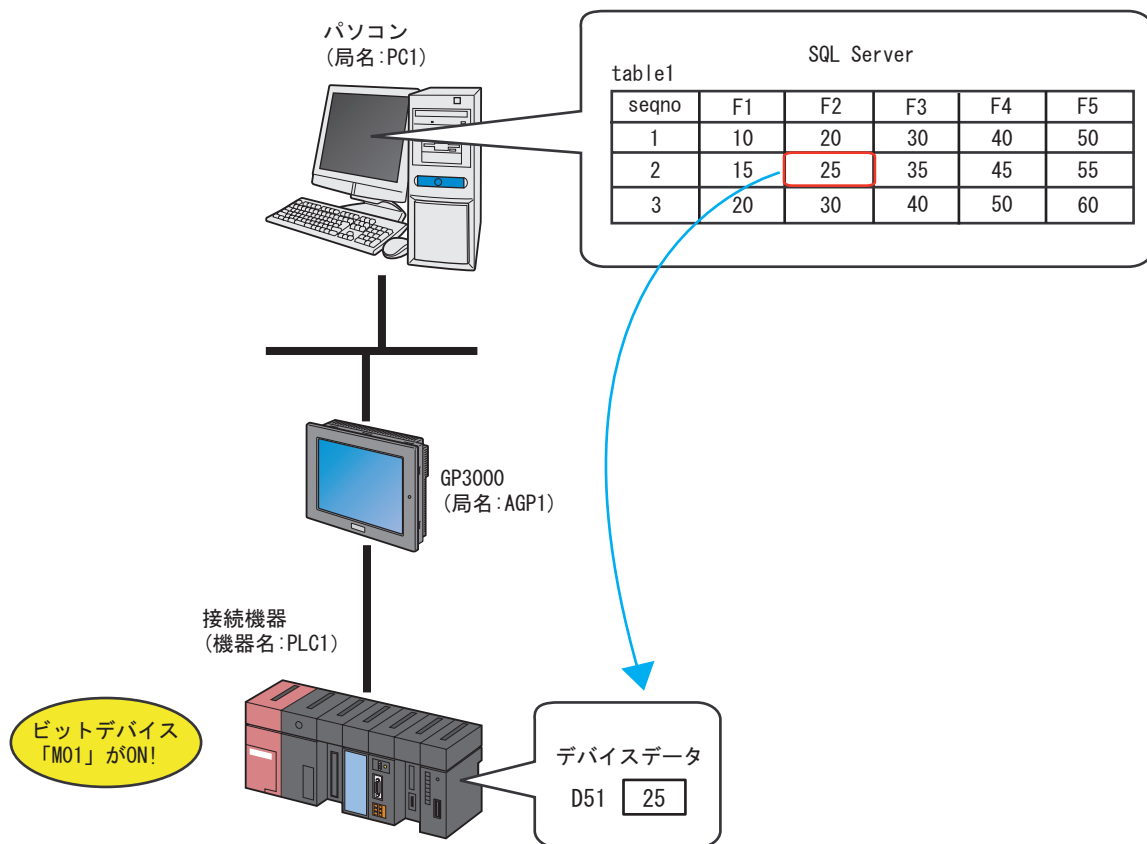 パソコン
(局名:PC1)
SQL Server
table1
seqno F1 F2 F3 F4 F5
1 10 20 30 40 50
2 15 25 35 45 55
3 20 30 40 50 60
GP3000
(局名:AGP1)
接続機器
(機器名:PLC1)
ビットデバイス
「M01」がON!
デバイスデータ
D51 25